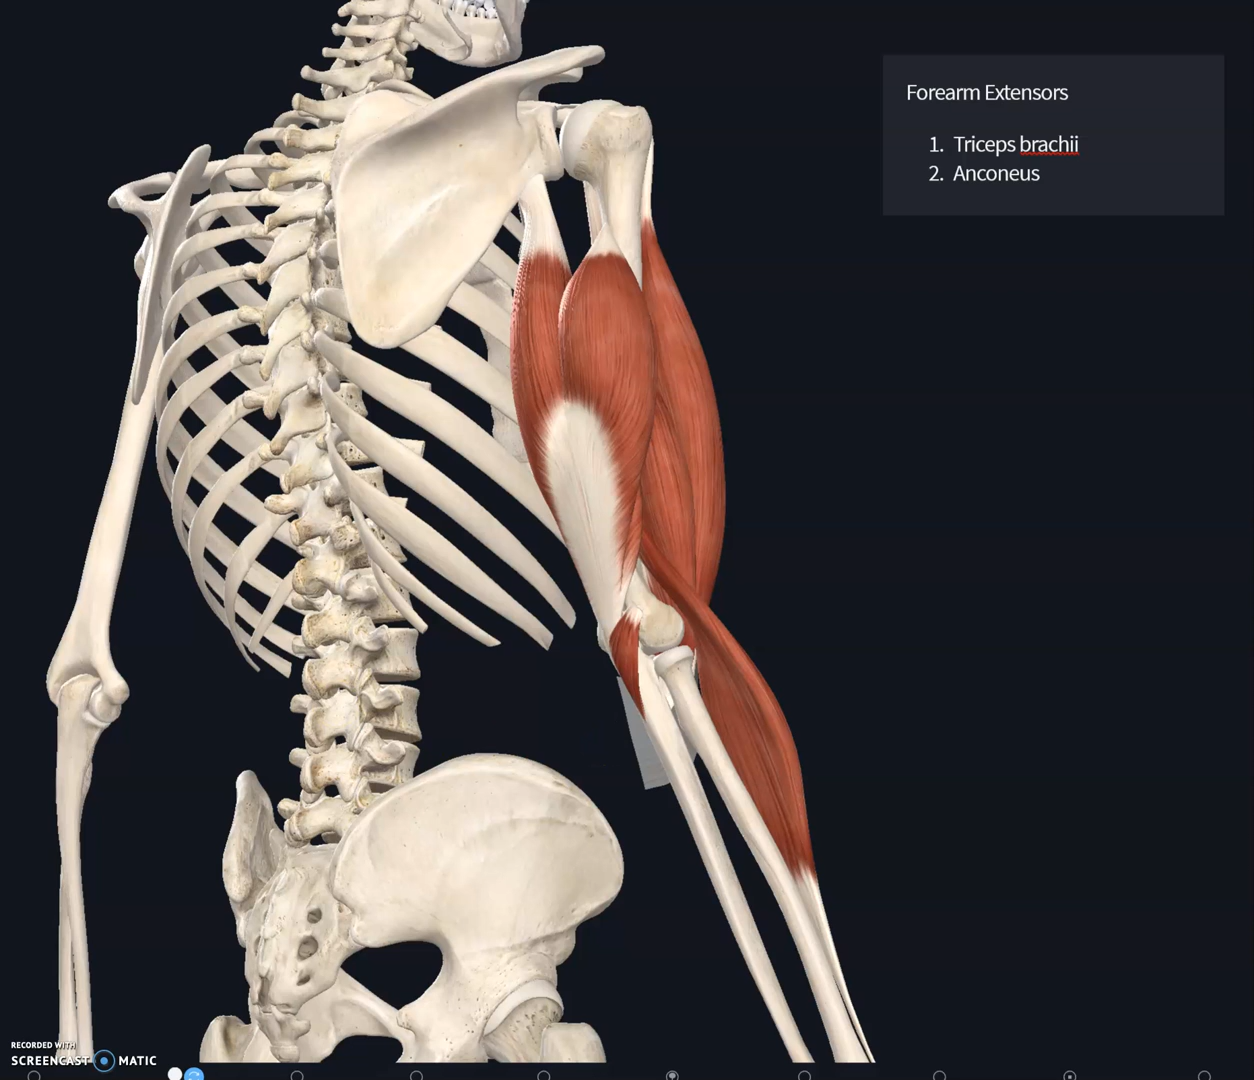 Forearm Extensors
1. Triceps brachii
2. Anconeus
RECORDED WITH
SCREENCAST MATIC